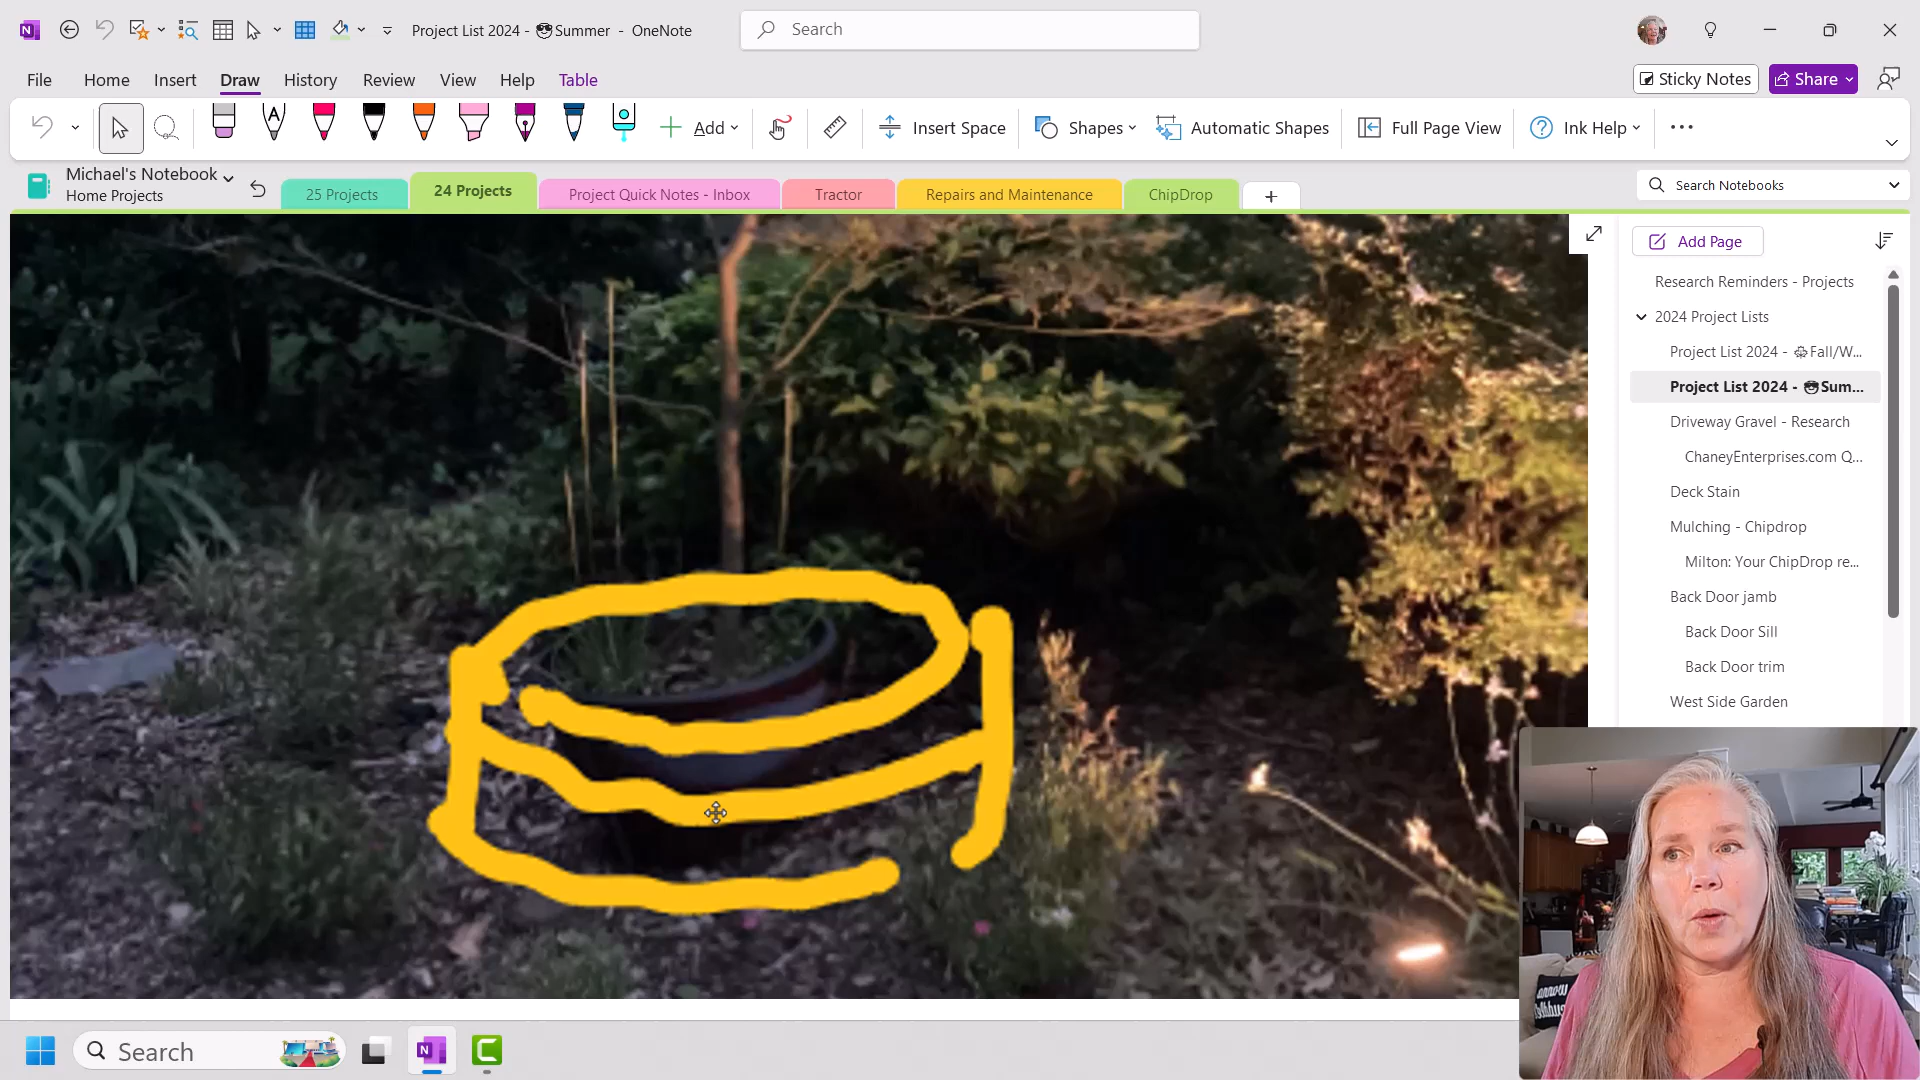 Project List 2024 - 😎Summer - OneNote
Search
File Home Insert Draw History Review View Help Table
Sticky Notes Share
Add Insert Space Shapes Automatic Shapes Full Page View Ink Help
Michael's Notebook
Home Projects
25 Projects 24 Projects Project Quick Notes - Inbox Tractor Repairs and Maintenance ChipDrop
Search Notebooks
Add Page
Research Reminders - Projects
2024 Project Lists
Project List 2024 - Fall/W...
Project List 2024 - 😎Sum...
Driveway Gravel - Research
ChaneyEnterprises.com Q...
Deck Stain
Mulching - Chipdrop
Milton: Your ChipDrop re...
Back Door jamb
Back Door Sill
Back Door trim
West Side Garden
Search